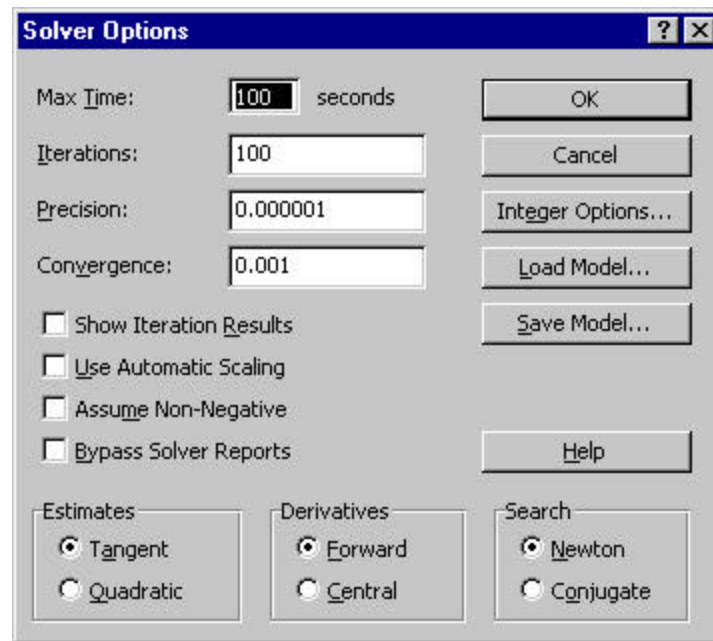 Solver Options
Max Time: 100 seconds
OK
Iterations: 100
Cancel
Precision: 0.000001
Integer Options...
Convergence: 0.001
Load Model...
Show Iteration Results
Save Model...
Use Automatic Scaling
Assume Non-Negative
Bypass Solver Reports
Help
Estimates
Tangent
Quadratic
Derivatives
Forward
Central
Search
Newton
Conjugate